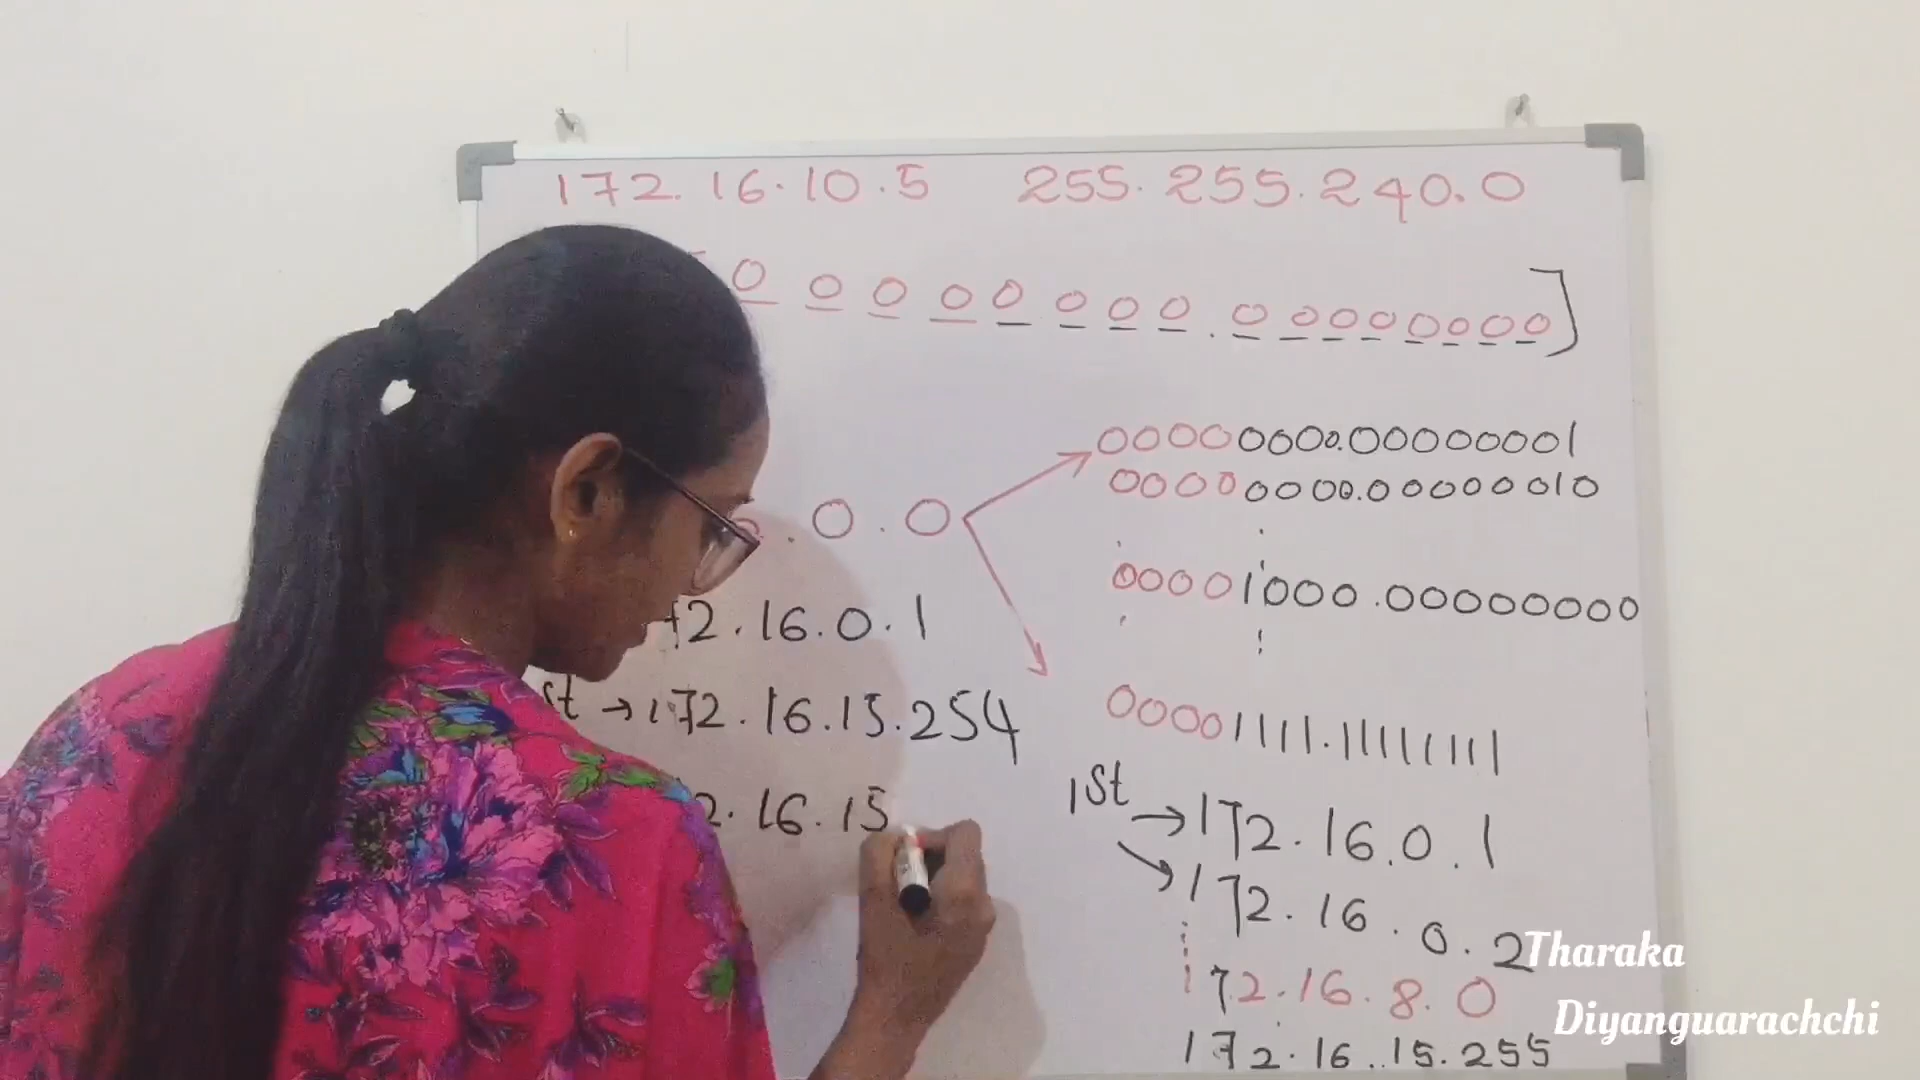 172.16.10.5 255.255.240.0
0 0 0 0 0 0 0 0 . 0 0 0 0 0 0 0 0]
00000000.00000001
00000000.00000010
.0.0
00001000.00000000
72.16.0.1
st → 172.16.15.254
00001111.11111111
2.16.15
1st → 172.16.0.1
→ 172.16.0.2
172.16.8.0
172.16.15.255
Tharaka
Diyanguarachchi